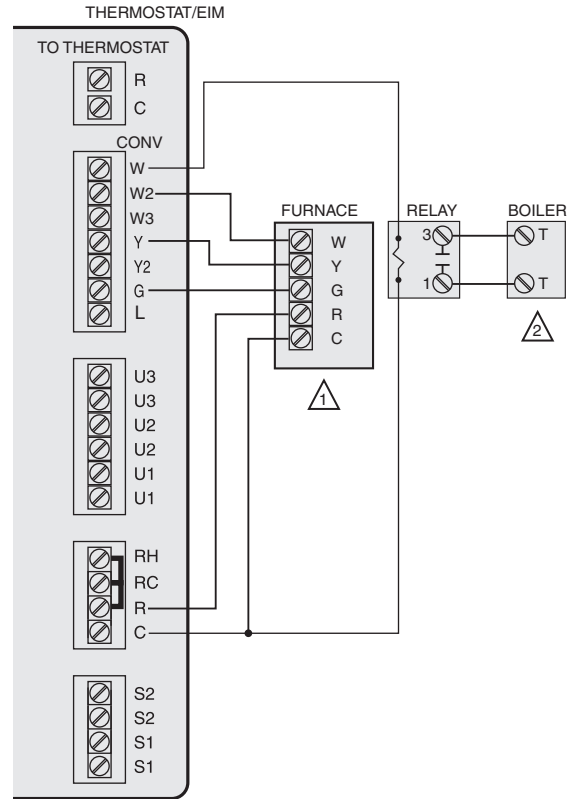 THERMOSTAT/EIM
TO THERMOSTAT
R
C
CONV
W
W2
W3
Y
Y2
G
L
U3
U3
U2
U2
U1
U1
RH
RC
R
C
S2
S2
S1
S1
FURNACE
W
Y
G
R
C
1
RELAY
3
1
BOILER
T
T
2